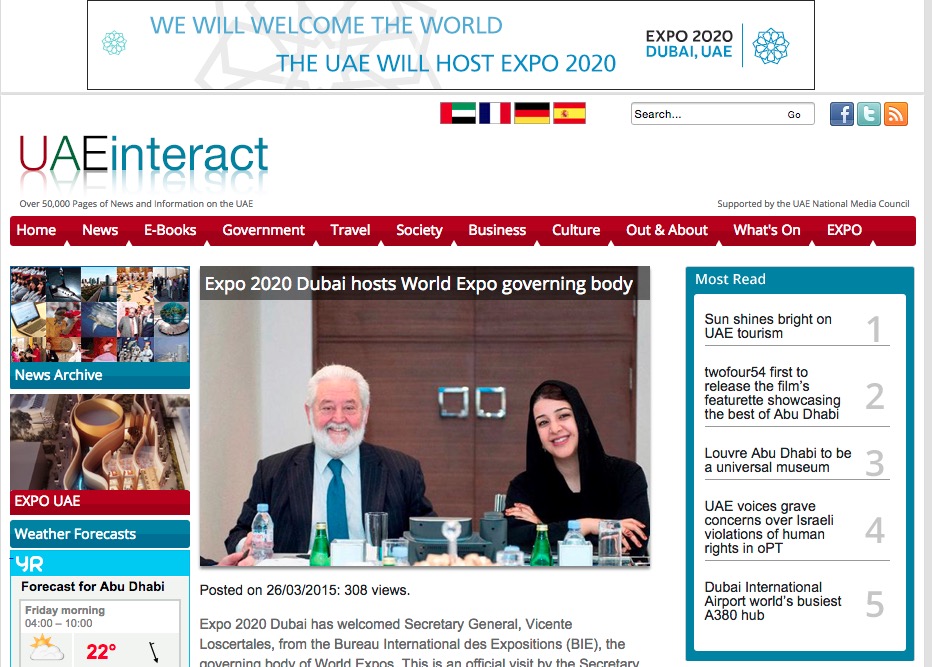 WE WILL WELCOME THE WORLD
THE UAE WILL HOST EXPO 2020
EXPO 2020
DUBAI, UAE
Search...
Go
UAEinteract
Over 50,000 Pages of News and Information on the UAE
Supported by the UAE National Media Council
Home
News
E-Books
Government
Travel
Society
Business
Culture
Out & About
What's On
EXPO
News Archive
EXPO UAE
Weather Forecasts
YR
Forecast for Abu Dhabi
Friday morning
04:00 – 10:00
22°
Expo 2020 Dubai hosts World Expo governing body
Posted on 26/03/2015: 308 views.
Expo 2020 Dubai has welcomed Secretary General, Vicente
Loscertales, from the Bureau International des Expositions (BIE), the
governing body of World Expos. This is an official visit by the Secretary
Most Read
Sun shines bright on
UAE tourism
1
twofour54 first to
release the film's
featurette showcasing
the best of Abu Dhabi
2
Louvre Abu Dhabi to be
a universal museum
3
UAE voices grave
concerns over Israeli
violations of human
rights in oPT
4
Dubai International
Airport world's busiest
A380 hub
5